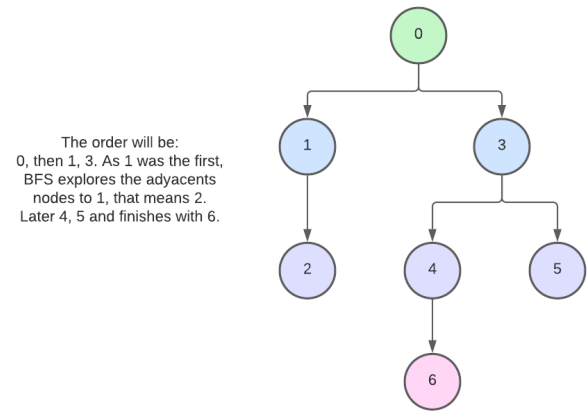 0
The order will be:
0, then 1, 3. As 1 was the first,
BFS explores the adyacents
nodes to 1, that means 2.
Later 4, 5 and finishes with 6.
1
3
2
4
5
6